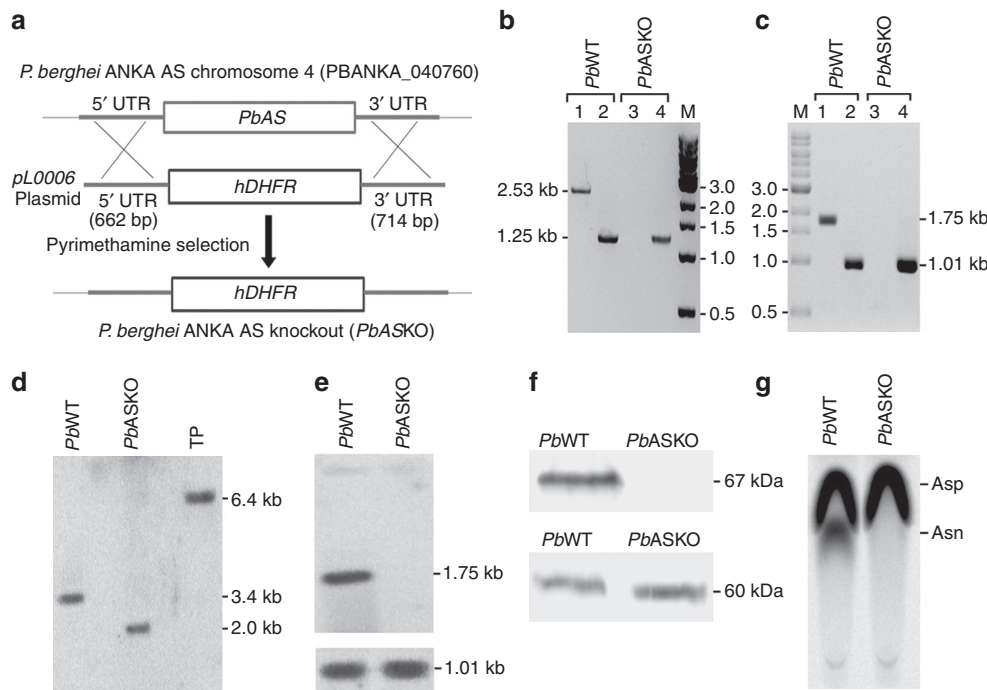 a
P. berghei ANKA AS chromosome 4 (PBANKA_040760)
5′ UTR
3′ UTR
PbAS
pL0006
Plasmid
hDHFR
5′ UTR
(662 bp)
3′ UTR
(714 bp)
Pyrimethamine selection
hDHFR
P. berghei ANKA AS knockout (PbASKO)
b
PbWT
PbASKO
1 2 3 4 M
2.53 kb
1.25 kb
3.0
2.0
1.5
1.0
0.5
c
PbWT
PbASKO
M 1 2 3 4
3.0
2.0
1.5
1.0
0.5
1.75 kb
1.01 kb
d
PbWT
PbASKO
TP
6.4 kb
3.4 kb
2.0 kb
e
PbWT
PbASKO
1.75 kb
1.01 kb
f
PbWT PbASKO
67 kDa
PbWT PbASKO
60 kDa
g
PbWT
PbASKO
Asp
Asn